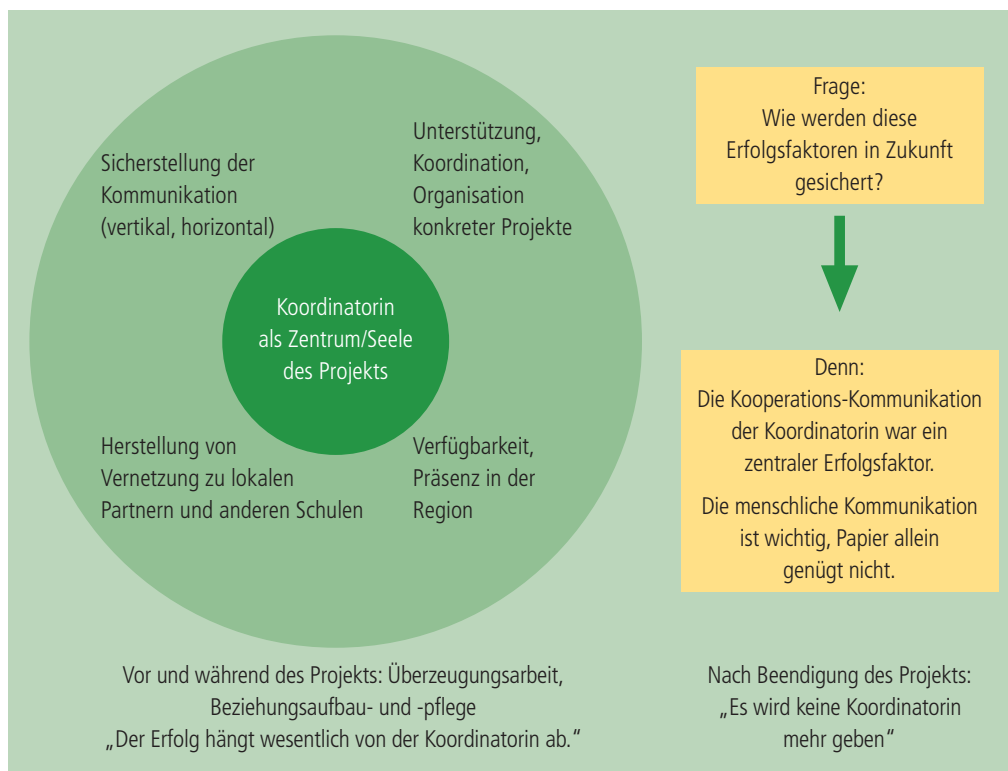 Sicherstellung der
Kommunikation
(vertikal, horizontal)
Unterstützung,
Koordination,
Organisation
konkreter Projekte
Koordinatorin
als Zentrum/Seele
des Projekts
Herstellung von
Vernetzung zu lokalen
Partnern und anderen Schulen
Verfügbarkeit,
Präsenz in der
Region
Vor und während des Projekts: Überzeugungsarbeit,
Beziehungsaufbau- und -pflege
„Der Erfolg hängt wesentlich von der Koordinatorin ab.“
Frage:
Wie werden diese
Erfolgsfaktoren in Zukunft
gesichert?
Denn:
Die Kooperations-Kommunikation
der Koordinatorin war ein
zentraler Erfolgsfaktor.
Die menschliche Kommunikation
ist wichtig, Papier allein
genügt nicht.
Nach Beendigung des Projekts:
„Es wird keine Koordinatorin
mehr geben“